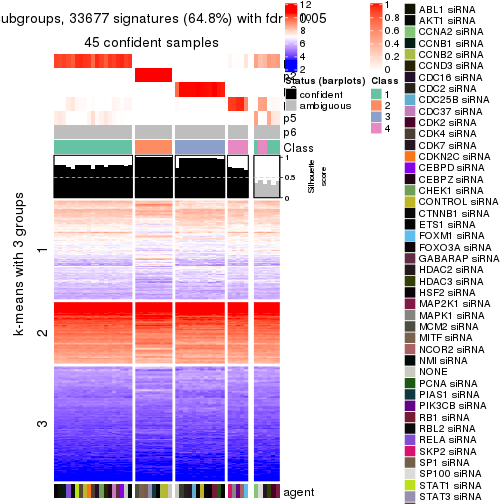 ubgroups, 33677 signatures (64.8%) with fdr 0.05
45 confident samples
p5
p6
Class
1
0.5
0
Silhouette
score
k-means with 3 groups
1
2
3
agent
12
10
8
6
4
2
Status (barplots)
confident
ambiguous
1
0.8
0.6
0.4
0.2
0
Class
1
2
3
4
ABL1 siRNA
AKT1 siRNA
CCNA2 siRNA
CCNB1 siRNA
CCNB2 siRNA
CCND3 siRNA
CDC16 siRNA
CDC2 siRNA
CDC25B siRNA
CDC37 siRNA
CDK2 siRNA
CDK4 siRNA
CDK7 siRNA
CDKN2C siRNA
CEBPD siRNA
CEBPZ siRNA
CHEK1 siRNA
CONTROL siRNA
CTNNB1 siRNA
ETS1 siRNA
FOXM1 siRNA
FOXO3A siRNA
GABARAP siRNA
HDAC2 siRNA
HDAC3 siRNA
HSF2 siRNA
MAP2K1 siRNA
MAPK1 siRNA
MCM2 siRNA
MITF siRNA
NCOR2 siRNA
NMI siRNA
NONE
PCNA siRNA
PIAS1 siRNA
PIK3CB siRNA
RB1 siRNA
RBL2 siRNA
RELA siRNA
SKP2 siRNA
SP1 siRNA
SP100 siRNA
STAT1 siRNA
STAT3 siRNA